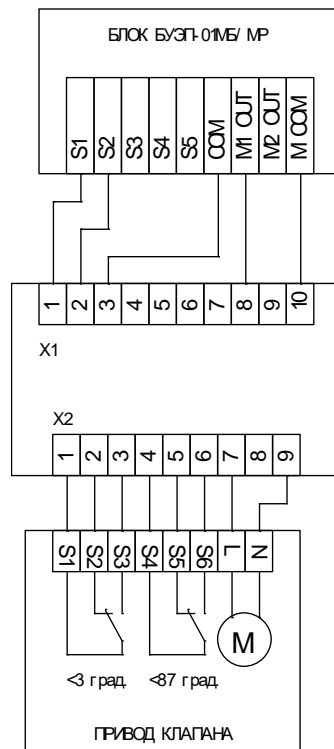 БЛОК БУЭП-01МБ/ МР
S1 S2 S3 S4 S5 COM M1 OUT M2 OUT M COM
1 2 3 4 5 6 7 8 9 10
X1
X2
1 2 3 4 5 6 7 8 9
S1 S2 S3 S4 S5 S6 L N
М
<3 град. <87 град.
ПРИВОД КЛАПАНА